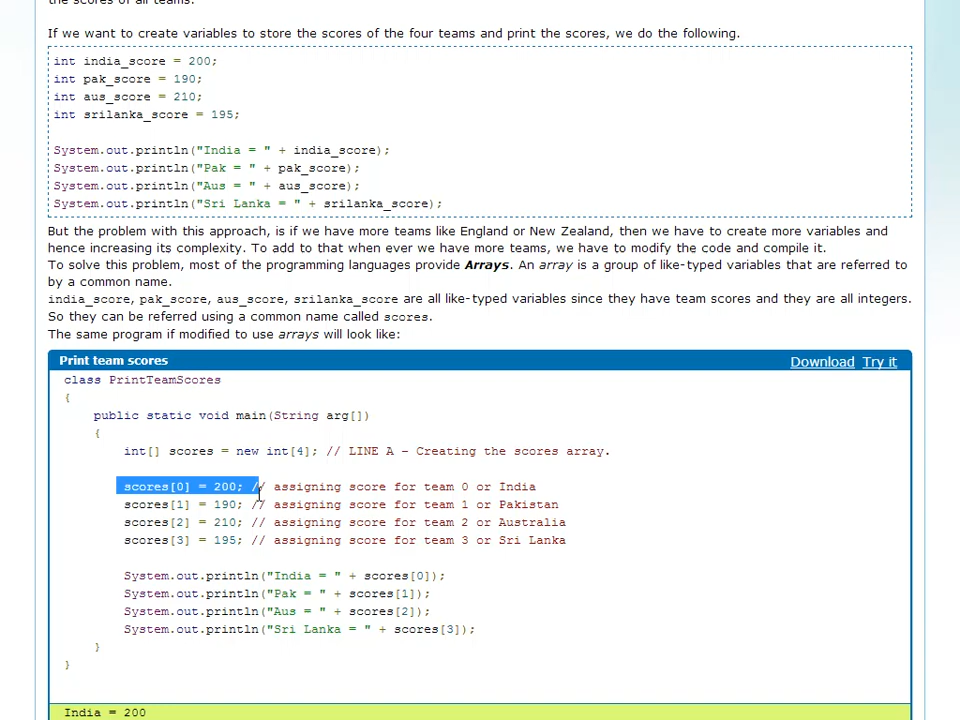 the scores of all teams.
If we want to create variables to store the scores of the four teams and print the scores, we do the following.
int india_score = 200;
int pak_score = 190;
int aus_score = 210;
int srilanka_score = 195;
System.out.println("India = " + india_score);
System.out.println("Pak = " + pak_score);
System.out.println("Aus = " + aus_score);
System.out.println("Sri Lanka = " + srilanka_score);
But the problem with this approach, is if we have more teams like England or New Zealand, then we have to create more variables and
hence increasing its complexity. To add to that when ever we have more teams, we have to modify the code and compile it.
To solve this problem, most of the programming languages provide Arrays. An array is a group of like-typed variables that are referred to
by a common name.
india_score, pak_score, aus_score, srilanka_score are all like-typed variables since they have team scores and they are all integers.
So they can be referred using a common name called scores.
The same program if modified to use arrays will look like:
Print team scores Download Try it
class PrintTeamScores
{
public static void main(String arg[])
{
int[] scores = new int[4]; // LINE A - Creating the scores array.
scores[0] = 200; // assigning score for team 0 or India
scores[1] = 190; // assigning score for team 1 or Pakistan
scores[2] = 210; // assigning score for team 2 or Australia
scores[3] = 195; // assigning score for team 3 or Sri Lanka
System.out.println("India = " + scores[0]);
System.out.println("Pak = " + scores[1]);
System.out.println("Aus = " + scores[2]);
System.out.println("Sri Lanka = " + scores[3]);
}
}
India = 200